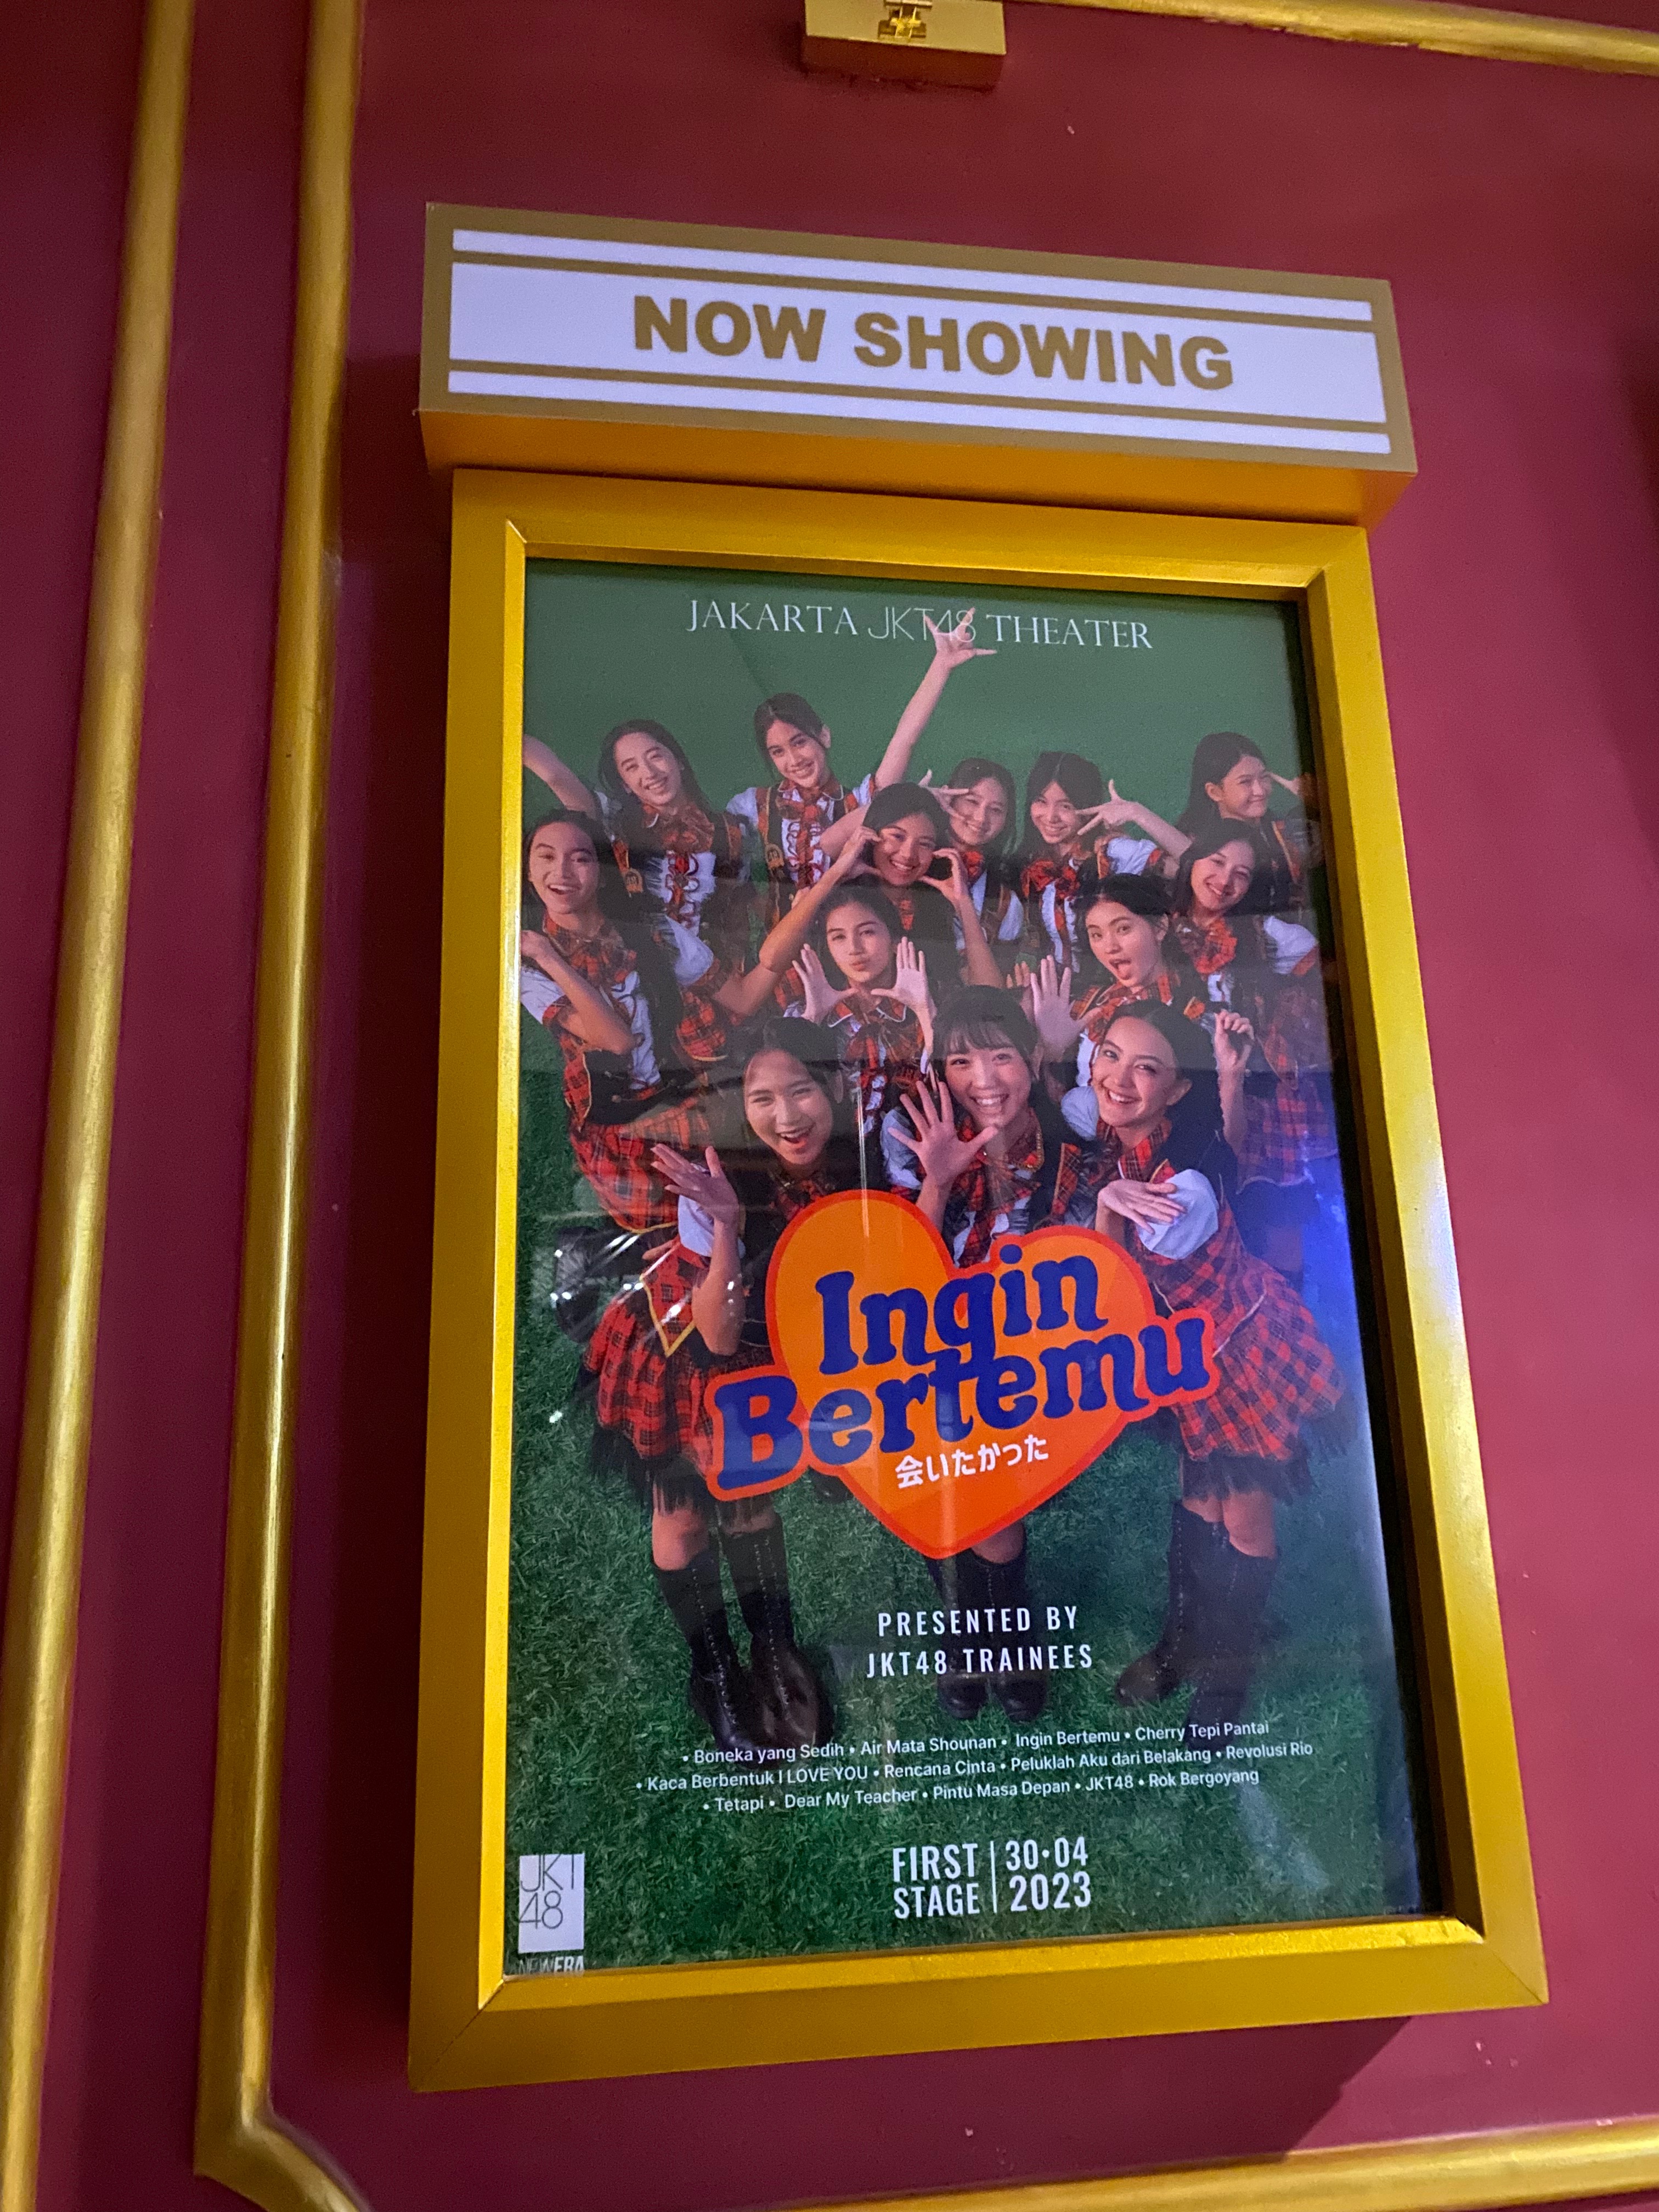 NOW SHOWING
JAKARTA JKT48 THEATER
Ingin
Bertemu
会いたかった
PRESENTED BY
JKT48 TRAINEES
• Boneka yang Sedih • Air Mata Shounan • Ingin Bertemu • Cherry Tepi Pantai
• Kaca Berbentuk I LOVE YOU • Rencana Cinta • Peluklah Aku dari Belakang • Revolusi Rio
• Tetapi • Dear My Teacher • Pintu Masa Depan • JKT48 • Rok Bergoyang
FIRST | 30•04
STAGE | 2023
JKT
48
NEW ERA